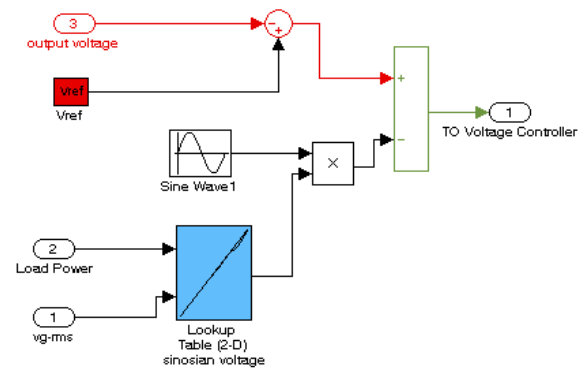 3
output voltage
Vref
Vref
1
TO Voltage Controller
Sine Wave1
×
2
Load Power
1
vg-rms
Lookup
Table (2-D)
sinosian voltage